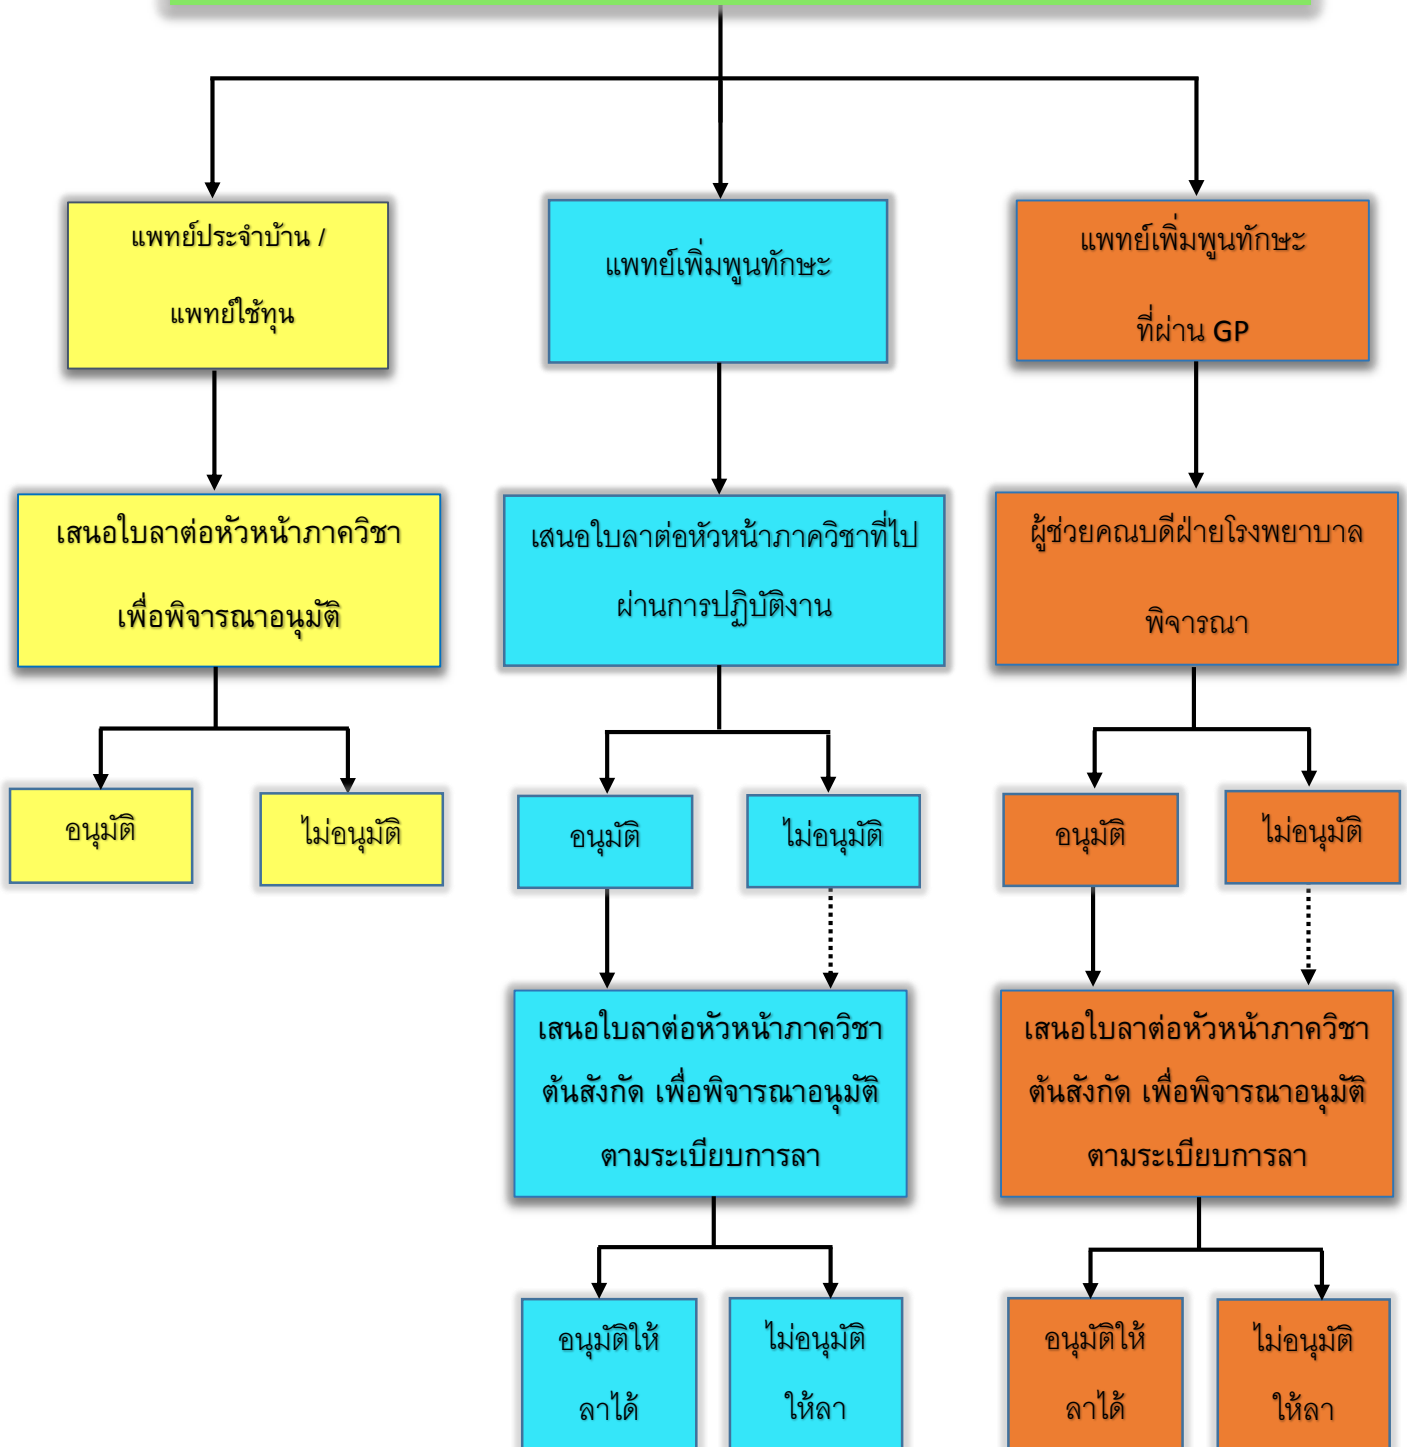 แพทย์ประจำบ้าน /
แพทย์ใช้ทุน
แพทย์เพิ่มพูนทักษะ
แพทย์เพิ่มพูนทักษะ
ที่ผ่าน GP
เสนอใบลาต่อหัวหน้าภาควิชา
เพื่อพิจารณาอนุมัติ
เสนอใบลาต่อหัวหน้าภาควิชาที่ไป
ผ่านการปฏิบัติงาน
ผู้ช่วยคณบดีฝ่ายโรงพยาบาล
พิจารณา
อนุมัติ
ไม่อนุมัติ
อนุมัติ
ไม่อนุมัติ
อนุมัติ
ไม่อนุมัติ
เสนอใบลาต่อหัวหน้าภาควิชา
ต้นสังกัด เพื่อพิจารณาอนุมัติ
ตามระเบียบการลา
เสนอใบลาต่อหัวหน้าภาควิชา
ต้นสังกัด เพื่อพิจารณาอนุมัติ
ตามระเบียบการลา
อนุมัติให้
ลาได้
ไม่อนุมัติ
ให้ลา
อนุมัติให้
ลาได้
ไม่อนุมัติ
ให้ลา